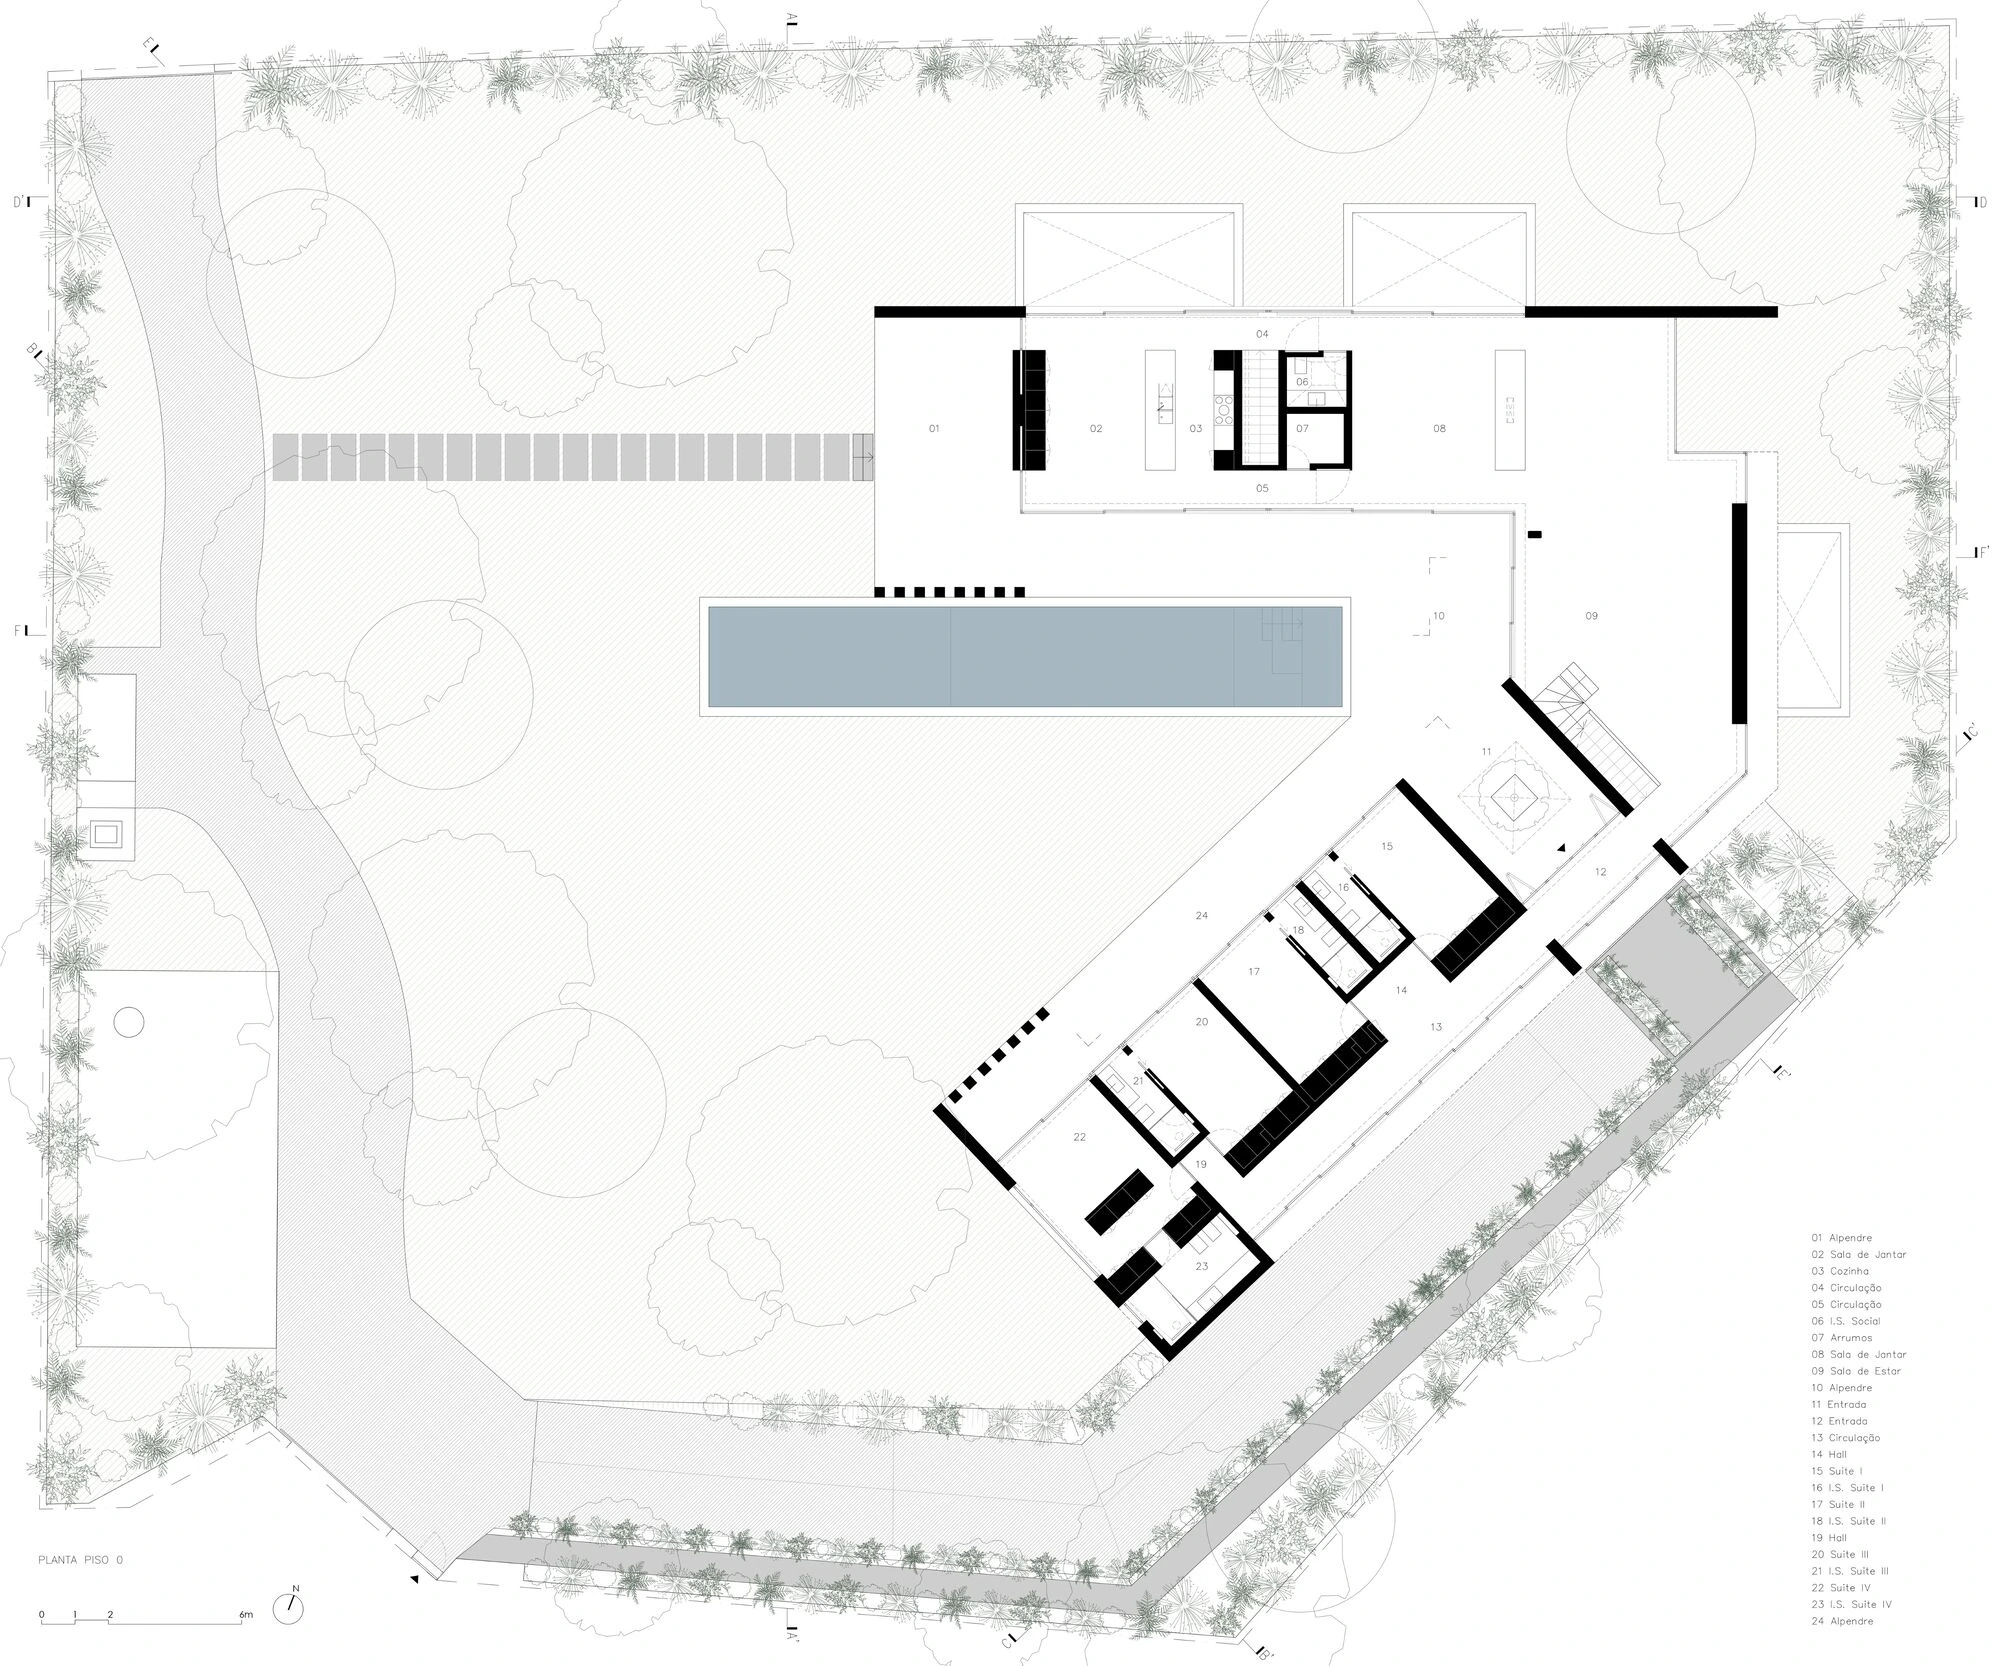 A
E
D'
D
04
B
06
01
02
03
07
08
05
F'
F
10
09
C'
11
15
12
16
24
18
17
14
20
13
21
E'
22
19
23
01 Alpendre
02 Sala de Jantar
03 Cozinha
04 Circulação
05 Circulação
06 I.S. Social
07 Arrumos
08 Sala de Jantar
09 Sala de Estar
10 Alpendre
11 Entrada
12 Entrada
13 Circulação
14 Hall
15 Suite I
16 I.S. Suite I
17 Suite II
18 I.S. Suite II
19 Hall
20 Suite III
21 I.S. Suite III
22 Suite IV
23 I.S. Suite IV
24 Alpendre
PLANTA PISO 0
N
0 1 2 6m
A'
C
B'